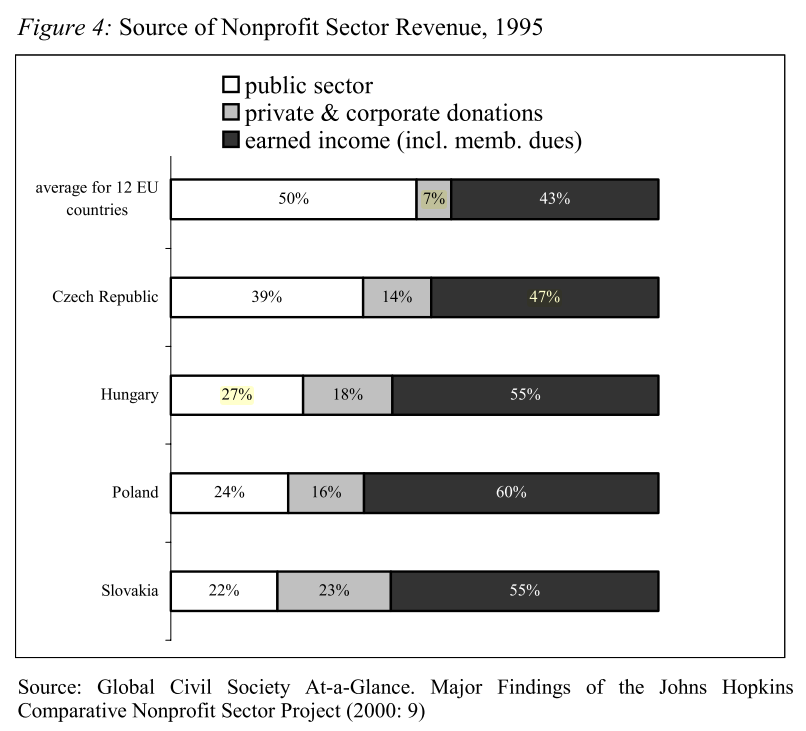 Figure 4: Source of Nonprofit Sector Revenue, 1995
public sector
private & corporate donations
earned income (incl. memb. dues)
average for 12 EU
countries
50%
7%
43%
Czech Republic
39%
14%
47%
Hungary
27%
18%
55%
Poland
24%
16%
60%
Slovakia
22%
23%
55%
Source: Global Civil Society At-a-Glance. Major Findings of the Johns Hopkins
Comparative Nonprofit Sector Project (2000: 9)